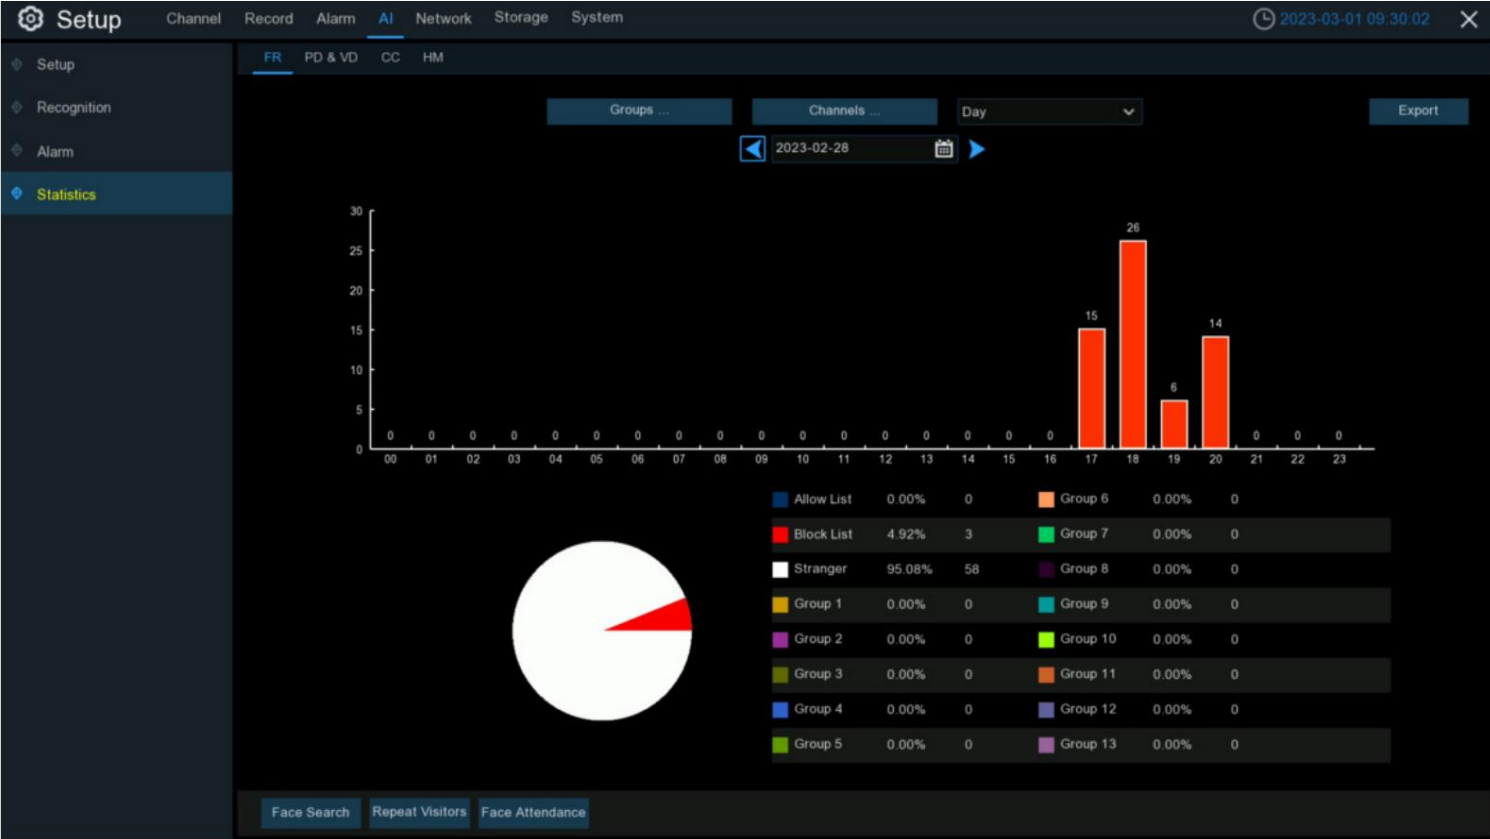 Setup Channel Record Alarm AI Network Storage System 2023-03-01 09:30:02
Setup
Recognition
Alarm
Statistics
FR PD & VD CC HM
Groups ... Channels ... Day Export
2023-02-28
30
25
20
15
10
5
0
0 0 0 0 0 0 0 0 0 0 0 0 0 0 0 0 0 15 26 6 14 0 0 0
00 01 02 03 04 05 06 07 08 09 10 11 12 13 14 15 16 17 18 19 20 21 22 23
Allow List 0.00% 0 Group 6 0.00% 0
Block List 4.92% 3 Group 7 0.00% 0
Stranger 95.08% 58 Group 8 0.00% 0
Group 1 0.00% 0 Group 9 0.00% 0
Group 2 0.00% 0 Group 10 0.00% 0
Group 3 0.00% 0 Group 11 0.00% 0
Group 4 0.00% 0 Group 12 0.00% 0
Group 5 0.00% 0 Group 13 0.00% 0
Face Search Repeat Visitors Face Attendance